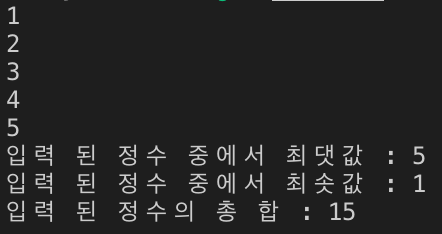 1
2
3
4
5
입력 된 정수 중에서 최댓값 : 5
입력 된 정수 중에서 최솟값 : 1
입력 된 정수의 총 합 : 15